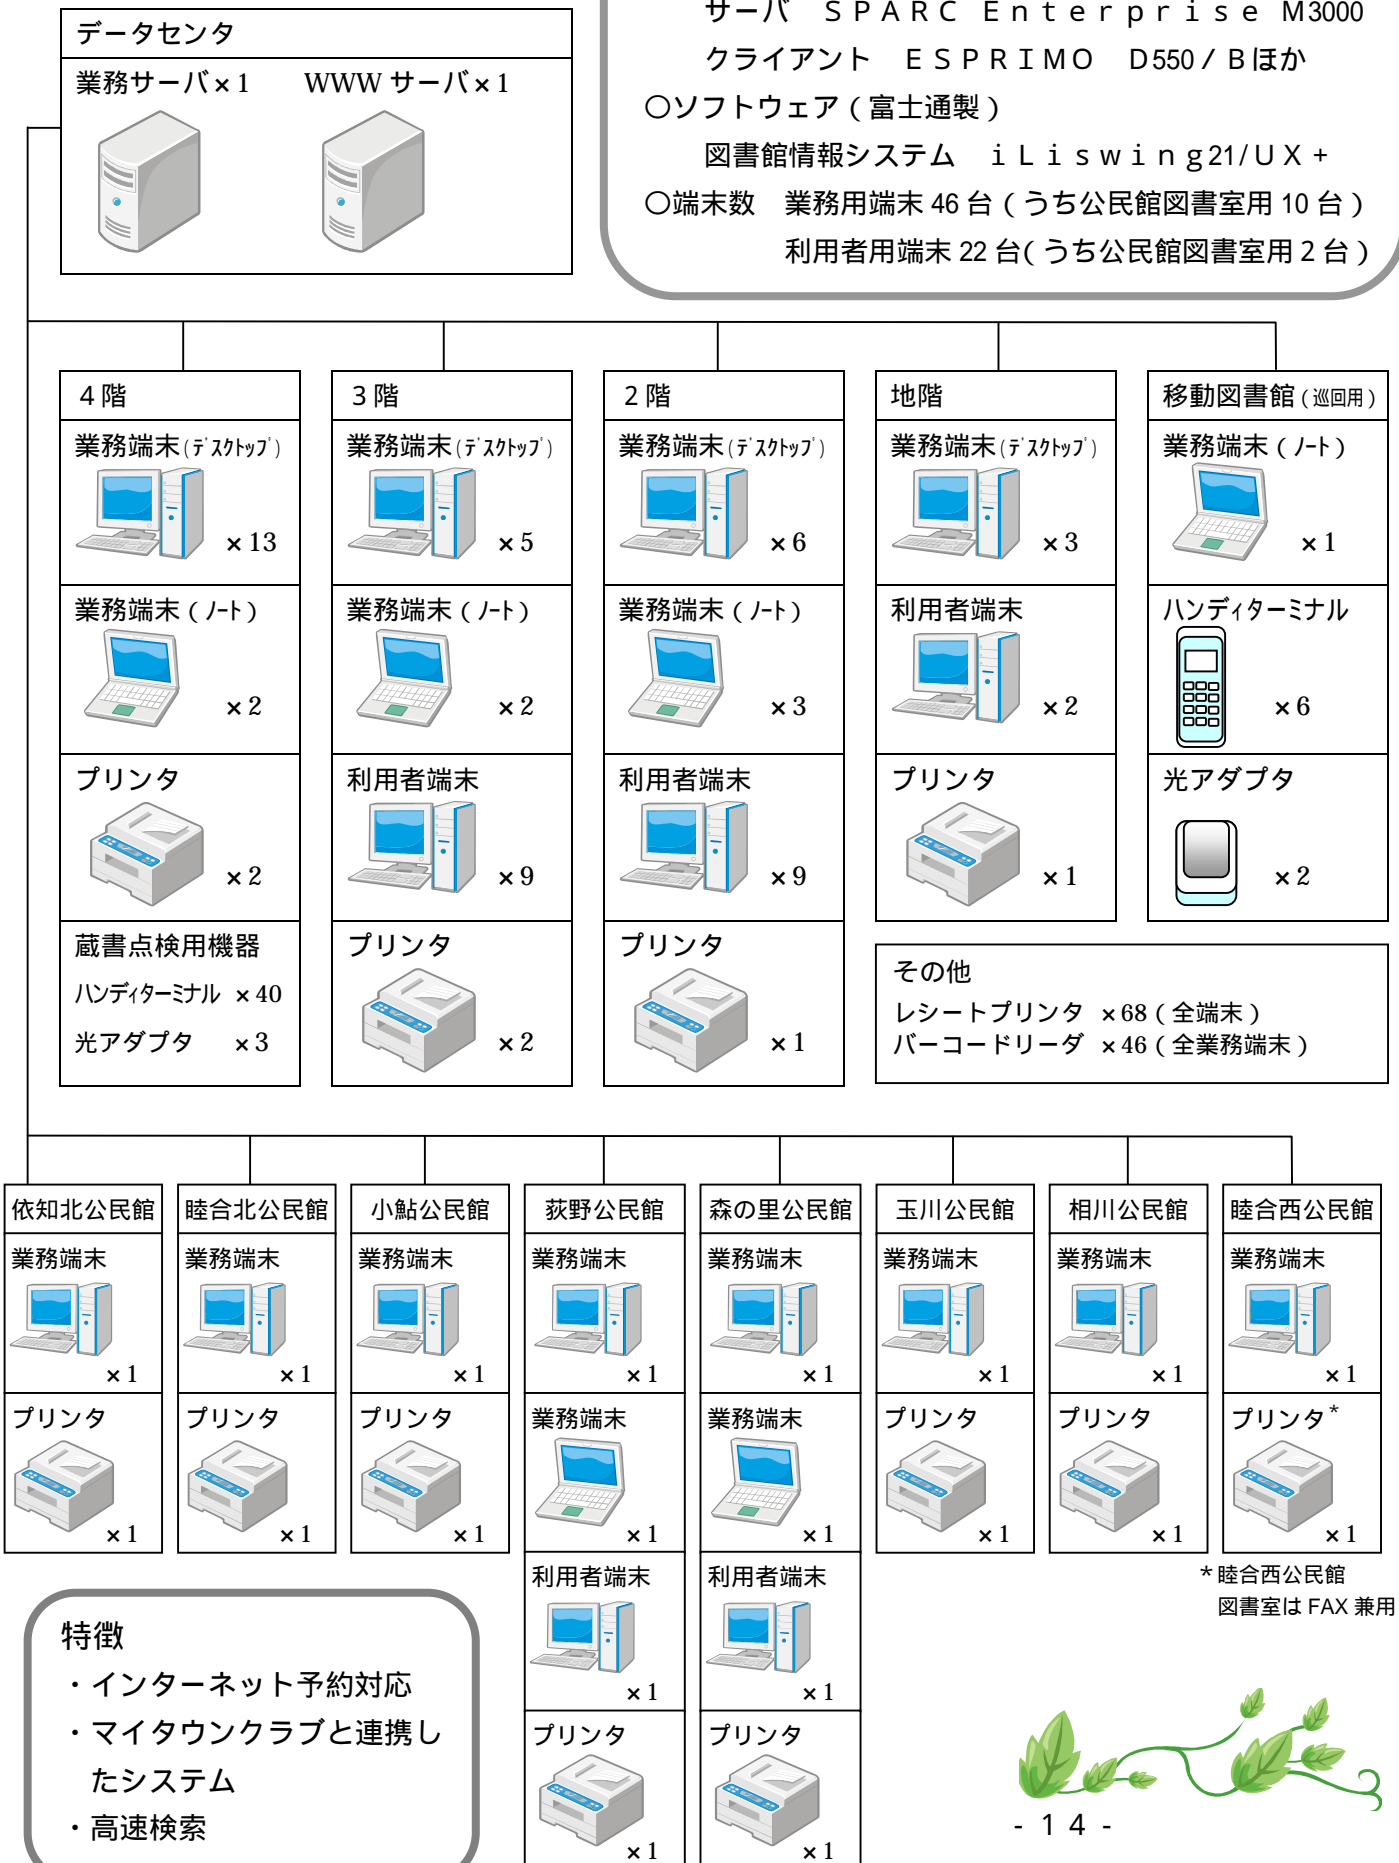 サーバ　ＳＰＡＲＣ Ｅｎｔｅｒｐｒｉｓｅ M3000
クライアント　ＥＳＰＲＩＭＯ　Ｄ550／Ｂほか
○ソフトウェア（富士通製）
図書館情報システム　ｉＬｉｓｗｉｎｇ21/ＵＸ+
○端末数　業務用端末 46 台（うち公民館図書室用 10 台）
利用者用端末 22 台（うち公民館図書室用 2 台）
データセンタ
業務サーバ×1　WWW サーバ×1
４階
業務端末(ﾃﾞｽｸﾄｯﾌﾟ)
×13
業務端末（ﾉｰﾄ）
×2
プリンタ
×2
蔵書点検用機器
ハンディターミナル ×40
光アダプタ ×3
３階
業務端末(ﾃﾞｽｸﾄｯﾌﾟ)
×5
業務端末（ﾉｰﾄ）
×2
利用者端末
×9
プリンタ
×2
２階
業務端末(ﾃﾞｽｸﾄｯﾌﾟ)
×6
業務端末（ﾉｰﾄ）
×3
利用者端末
×9
プリンタ
×1
地階
業務端末(ﾃﾞｽｸﾄｯﾌﾟ)
×3
利用者端末
×2
プリンタ
×1
移動図書館（巡回用）
業務端末（ﾉｰﾄ）
×1
ハンディターミナル
×6
光アダプタ
×2
その他
レシートプリンタ ×68（全端末）
バーコードリーダ ×46（全業務端末）
依知北公民館
業務端末
×1
プリンタ
×1
睦合北公民館
業務端末
×1
プリンタ
×1
小鮎公民館
業務端末
×1
プリンタ
×1
荻野公民館
業務端末
×1
業務端末
×1
利用者端末
×1
プリンタ
×1
森の里公民館
業務端末
×1
業務端末
×1
利用者端末
×1
プリンタ
×1
玉川公民館
業務端末
×1
プリンタ
×1
相川公民館
業務端末
×1
プリンタ
×1
睦合西公民館
業務端末
×1
プリンタ*
×1
*睦合西公民館
図書室は FAX 兼用
特徴
・インターネット予約対応
・マイタウンクラブと連携し
たシステム
・高速検索
- １４ -